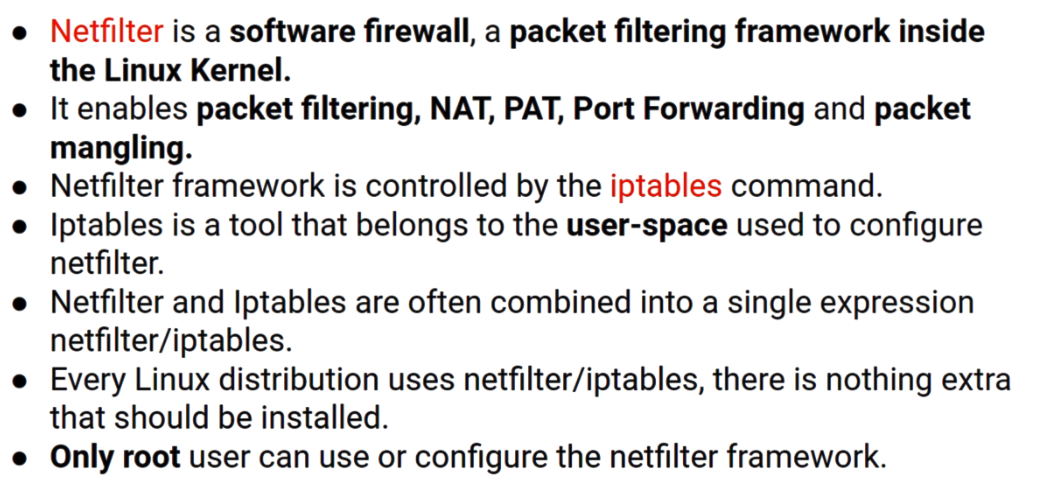 ● Netfilter is a software firewall, a packet filtering framework inside
the Linux Kernel.
● It enables packet filtering, NAT, PAT, Port Forwarding and packet
mangling.
● Netfilter framework is controlled by the iptables command.
● Iptables is a tool that belongs to the user-space used to configure
netfilter.
● Netfilter and Iptables are often combined into a single expression
netfilter/iptables.
● Every Linux distribution uses netfilter/iptables, there is nothing extra
that should be installed.
● Only root user can use or configure the netfilter framework.